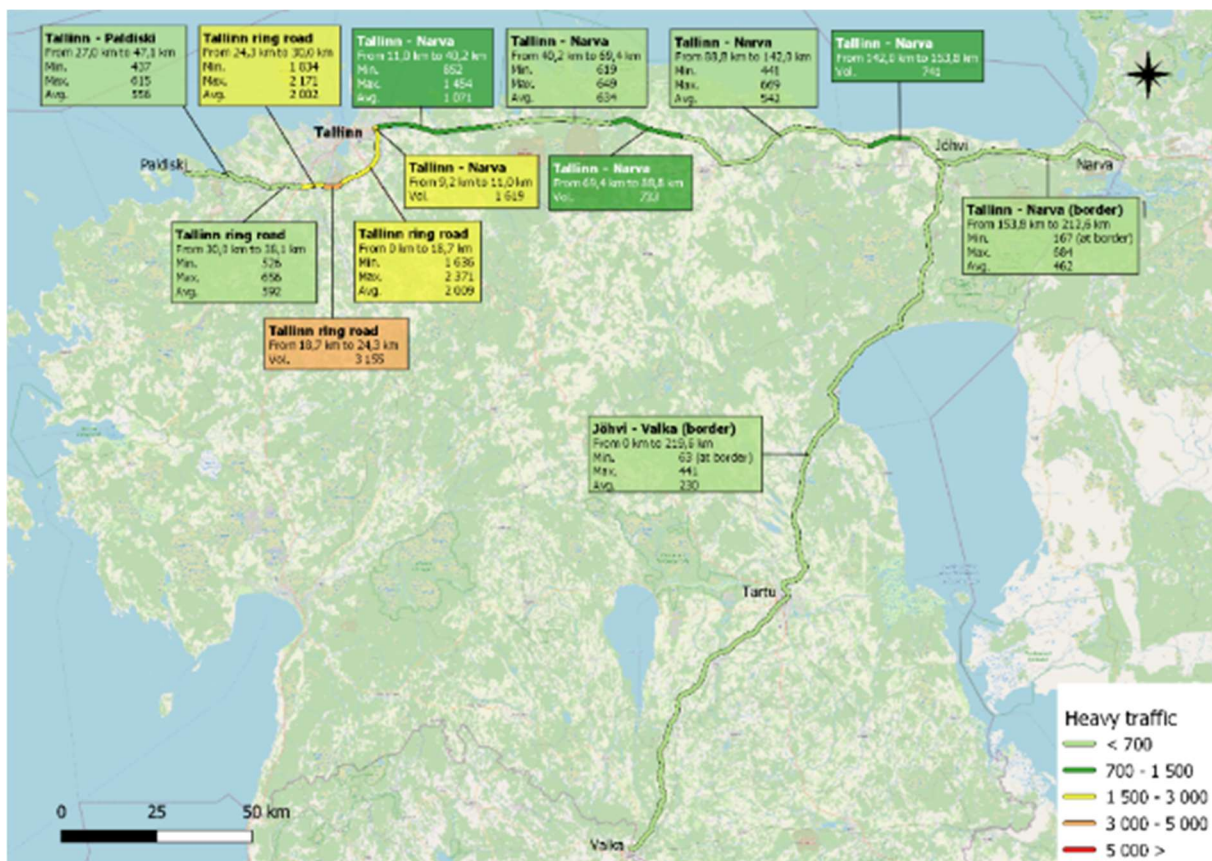 Tallinn - Paldiski
From 27,0 km to 47,1 km
Min. 437
Max. 615
Avg. 556
Tallinn ring road
From 24,3 km to 30,0 km
Min. 1 834
Max. 2 171
Avg. 2 002
Tallinn - Narva
From 11,0 km to 40,2 km
Min. 852
Max. 1 454
Avg. 1 071
Tallinn - Narva
From 40,2 km to 69,4 km
Min. 619
Max. 649
Avg. 634
Tallinn - Narva
From 88,8 km to 142,0 km
Min. 441
Max. 669
Avg. 542
Tallinn - Narva
From 142,0 km to 153,8 km
Vol. 741
Tallinn
Paldiski
Jõhvi
Narva
Tallinn - Narva
From 9,2 km to 11,0 km
Vol. 1 619
Tallinn - Narva
From 69,4 km to 88,8 km
Vol.
Tallinn ring road
From 30,0 km to 38,1 km
Min. 526
Max. 656
Avg. 592
Tallinn ring road
From 0 km to 18,7 km
Min. 1 636
Max. 2 371
Avg. 2 009
Tallinn - Narva (border)
From 153,8 km to 212,6 km
Min. 167 (at border)
Max. 684
Avg. 462
Tallinn ring road
From 18,7 km to 24,3 km
Vol. 3 155
Jõhvi - Valka (border)
From 0 km to 219,6 km
Min. 63 (at border)
Max. 441
Avg. 230
Tartu
Valka
Heavy traffic
< 700
700 - 1 500
1 500 - 3 000
3 000 - 5 000
5 000 >
0 25 50 km